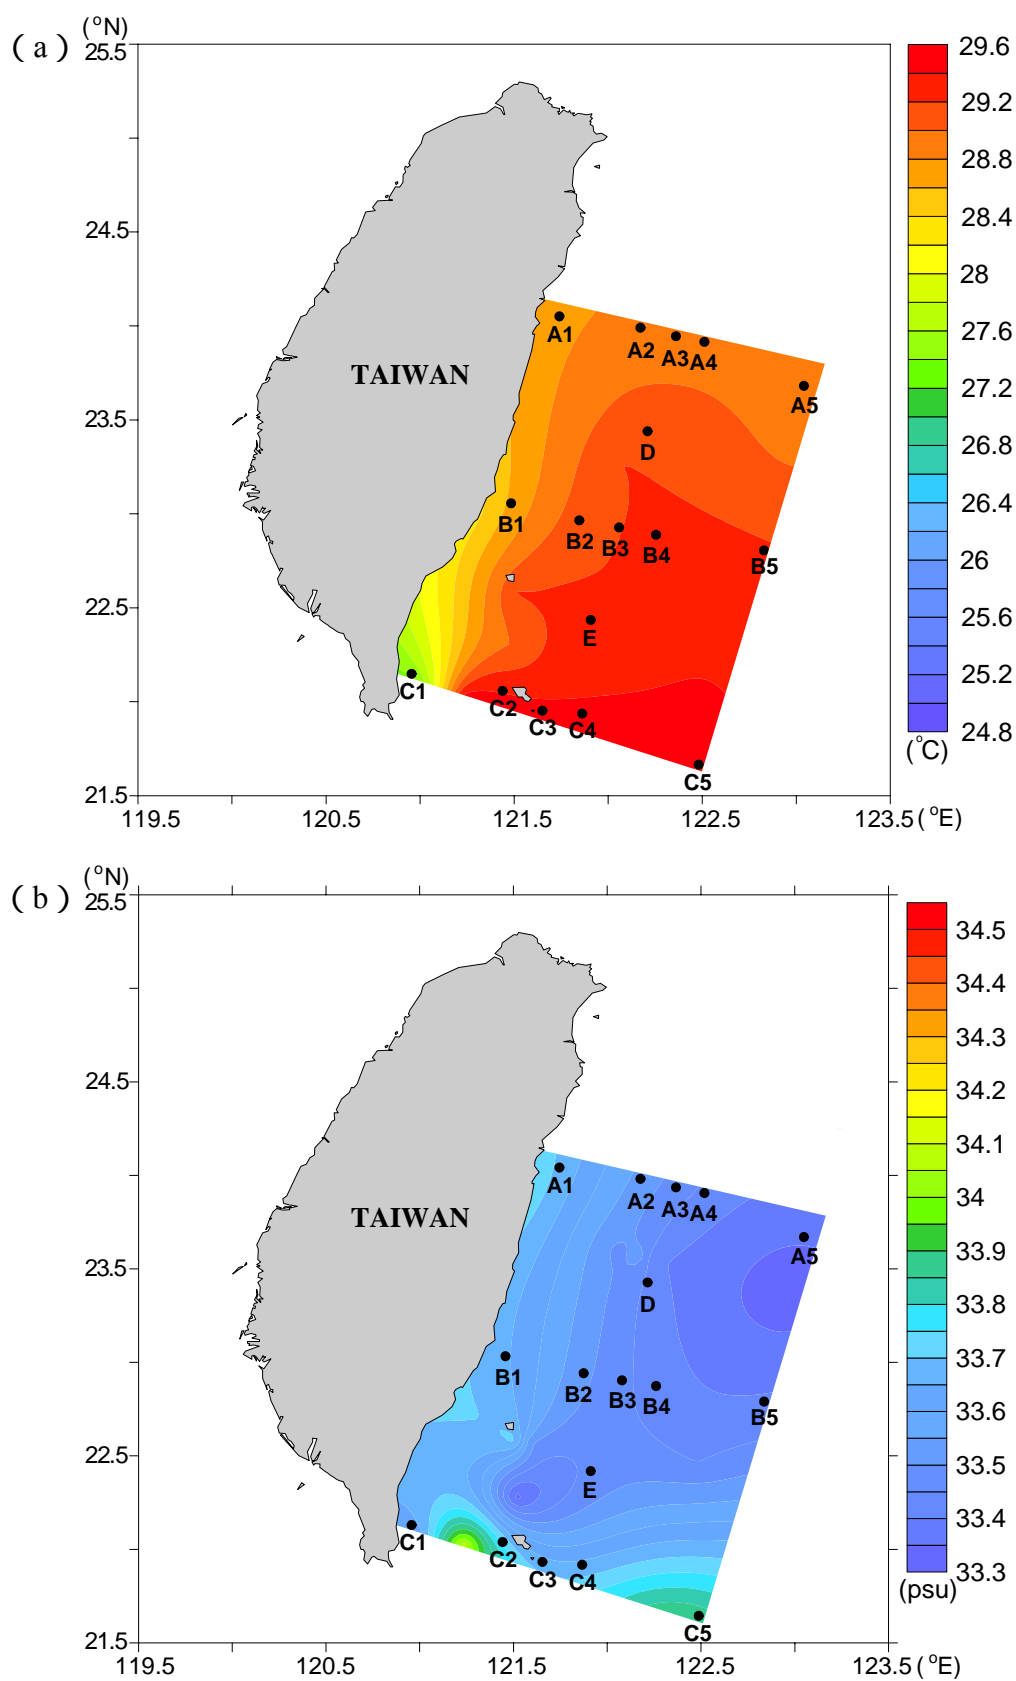 (°N)
( a )
25.5
24.5
23.5
22.5
21.5
119.5 120.5 121.5 122.5 123.5 (°E)
TAIWAN
A1 A2 A3 A4 A5
D
B1 B2 B3 B4 B5
E
C1 C2 C3 C4 C5
29.6
29.2
28.8
28.4
28
27.6
27.2
26.8
26.4
26
25.6
25.2
24.8
(°C)
(°N)
( b )
25.5
24.5
23.5
22.5
21.5
119.5 120.5 121.5 122.5 123.5 (°E)
TAIWAN
A1 A2 A3 A4 A5
D
B1 B2 B3 B4 B5
E
C1 C2 C3 C4 C5
34.5
34.4
34.3
34.2
34.1
34
33.9
33.8
33.7
33.6
33.5
33.4
33.3
(psu)